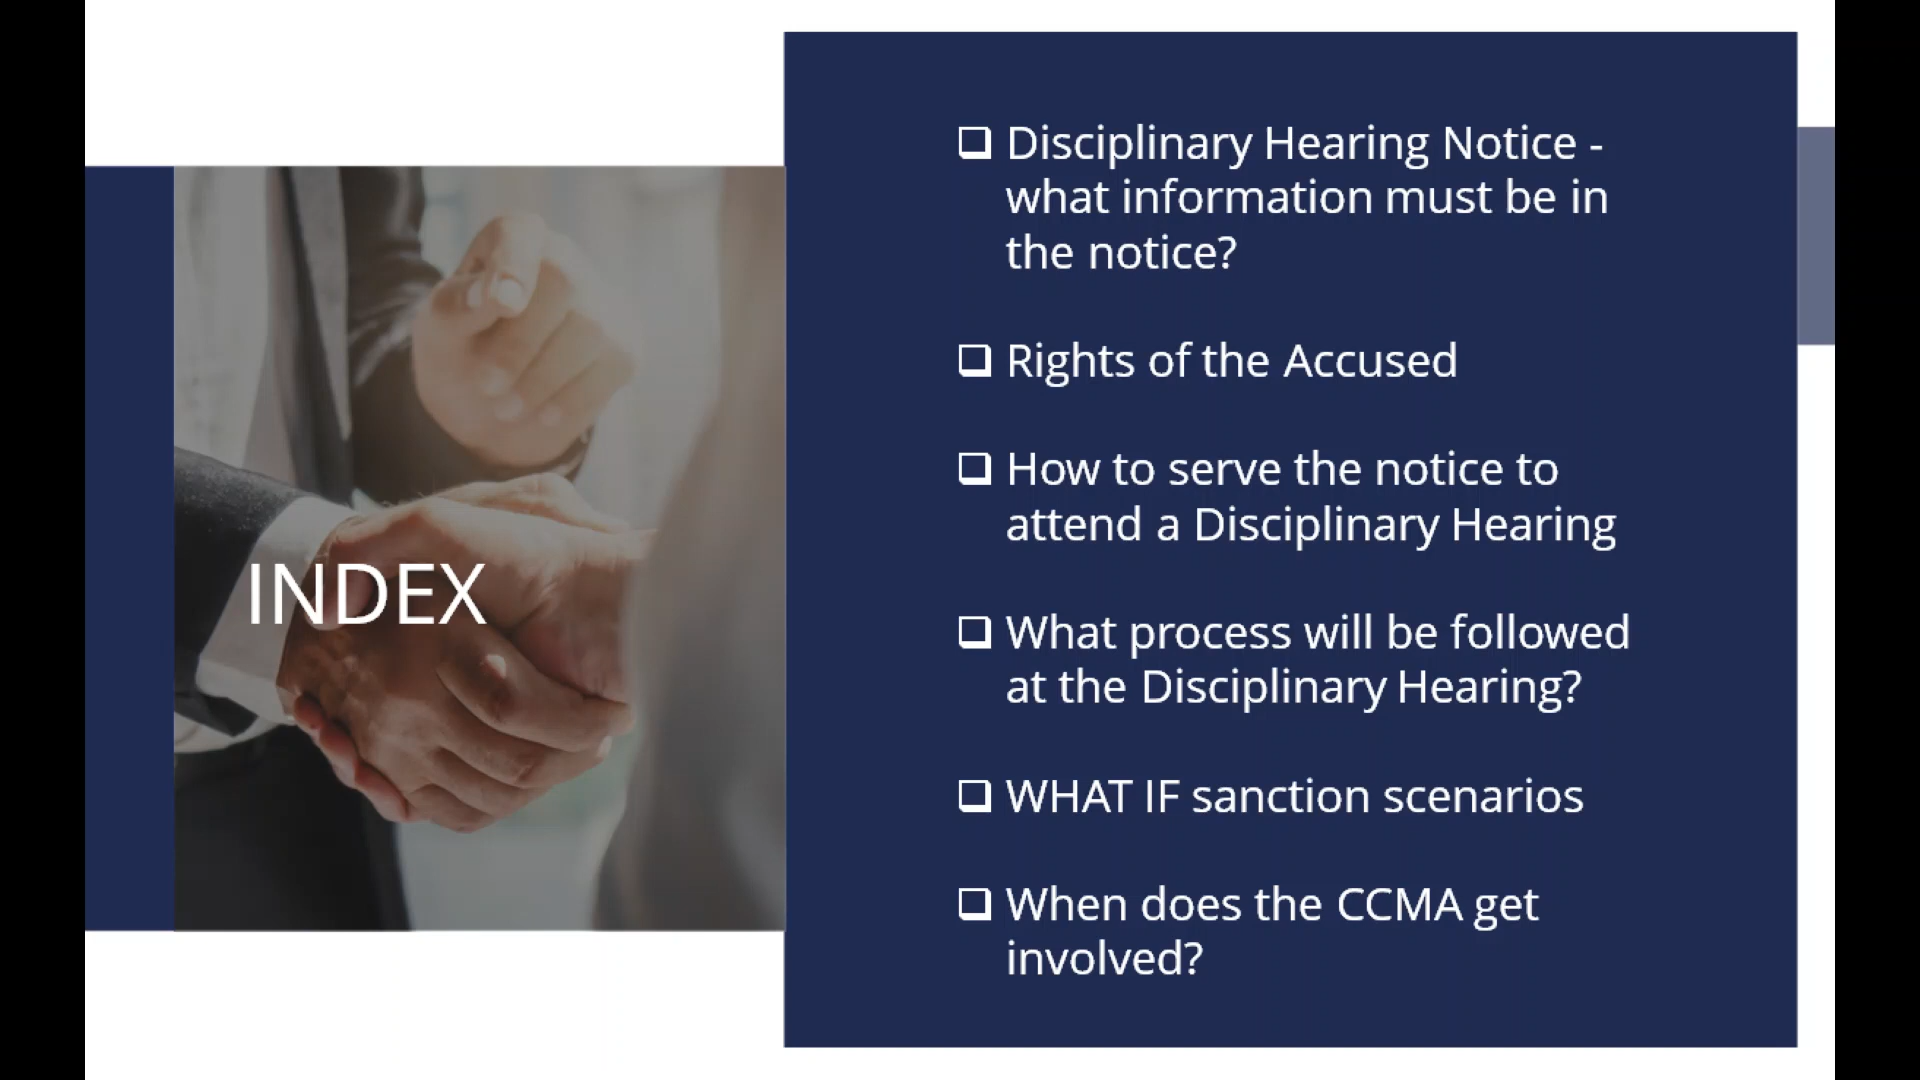 INDEX
❑ Disciplinary Hearing Notice -
what information must be in
the notice?
❑ Rights of the Accused
❑ How to serve the notice to
attend a Disciplinary Hearing
❑ What process will be followed
at the Disciplinary Hearing?
❑ WHAT IF sanction scenarios
❑ When does the CCMA get
involved?